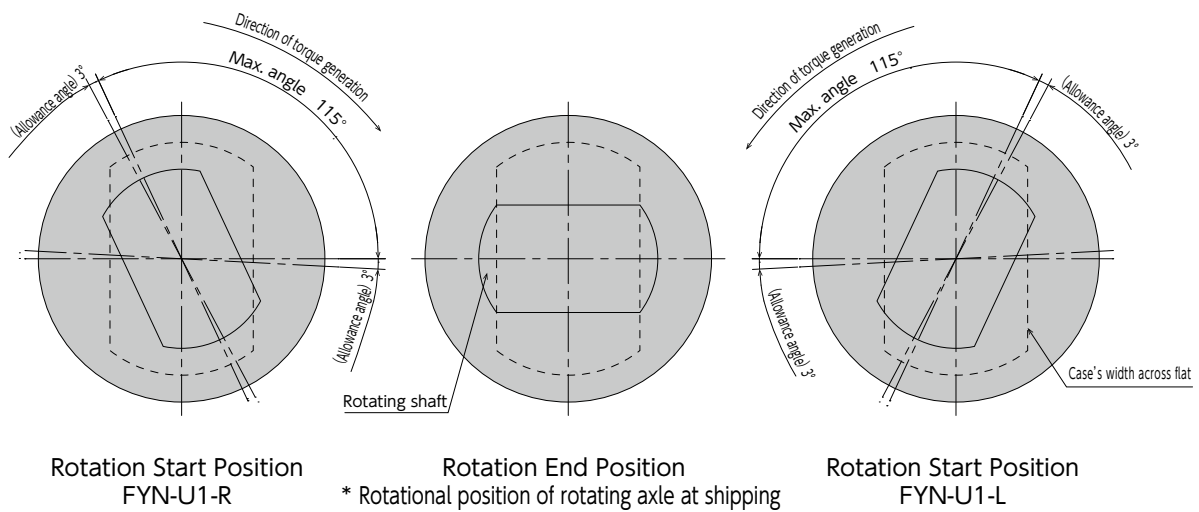 Direction of torque generation
Max. angle 115°
(Allowance angle) 3°
(Allowance angle) 3°
Direction of torque generation
Max. angle 115°
(Allowance angle) 3°
(Allowance angle) 3°
Rotating shaft
Case's width across flat
Rotation Start Position
FYN-U1-R
Rotation End Position
* Rotational position of rotating axle at shipping
Rotation Start Position
FYN-U1-L